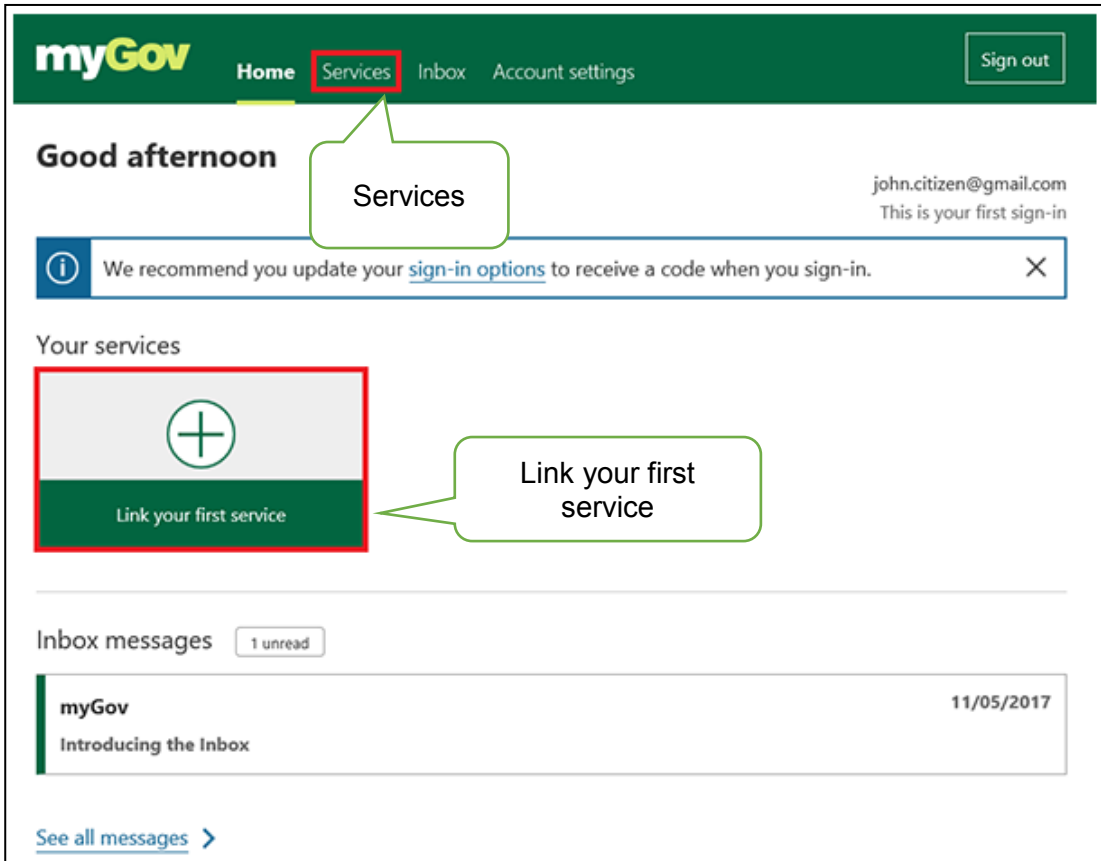 myGov
Home Services Inbox Account settings
Sign out
Good afternoon
Services
john.citizen@gmail.com
This is your first sign-in
We recommend you update your sign-in options to receive a code when you sign-in.
Your services
Link your first service
Link your first
service
Inbox messages 1 unread
myGov 11/05/2017
Introducing the Inbox
See all messages